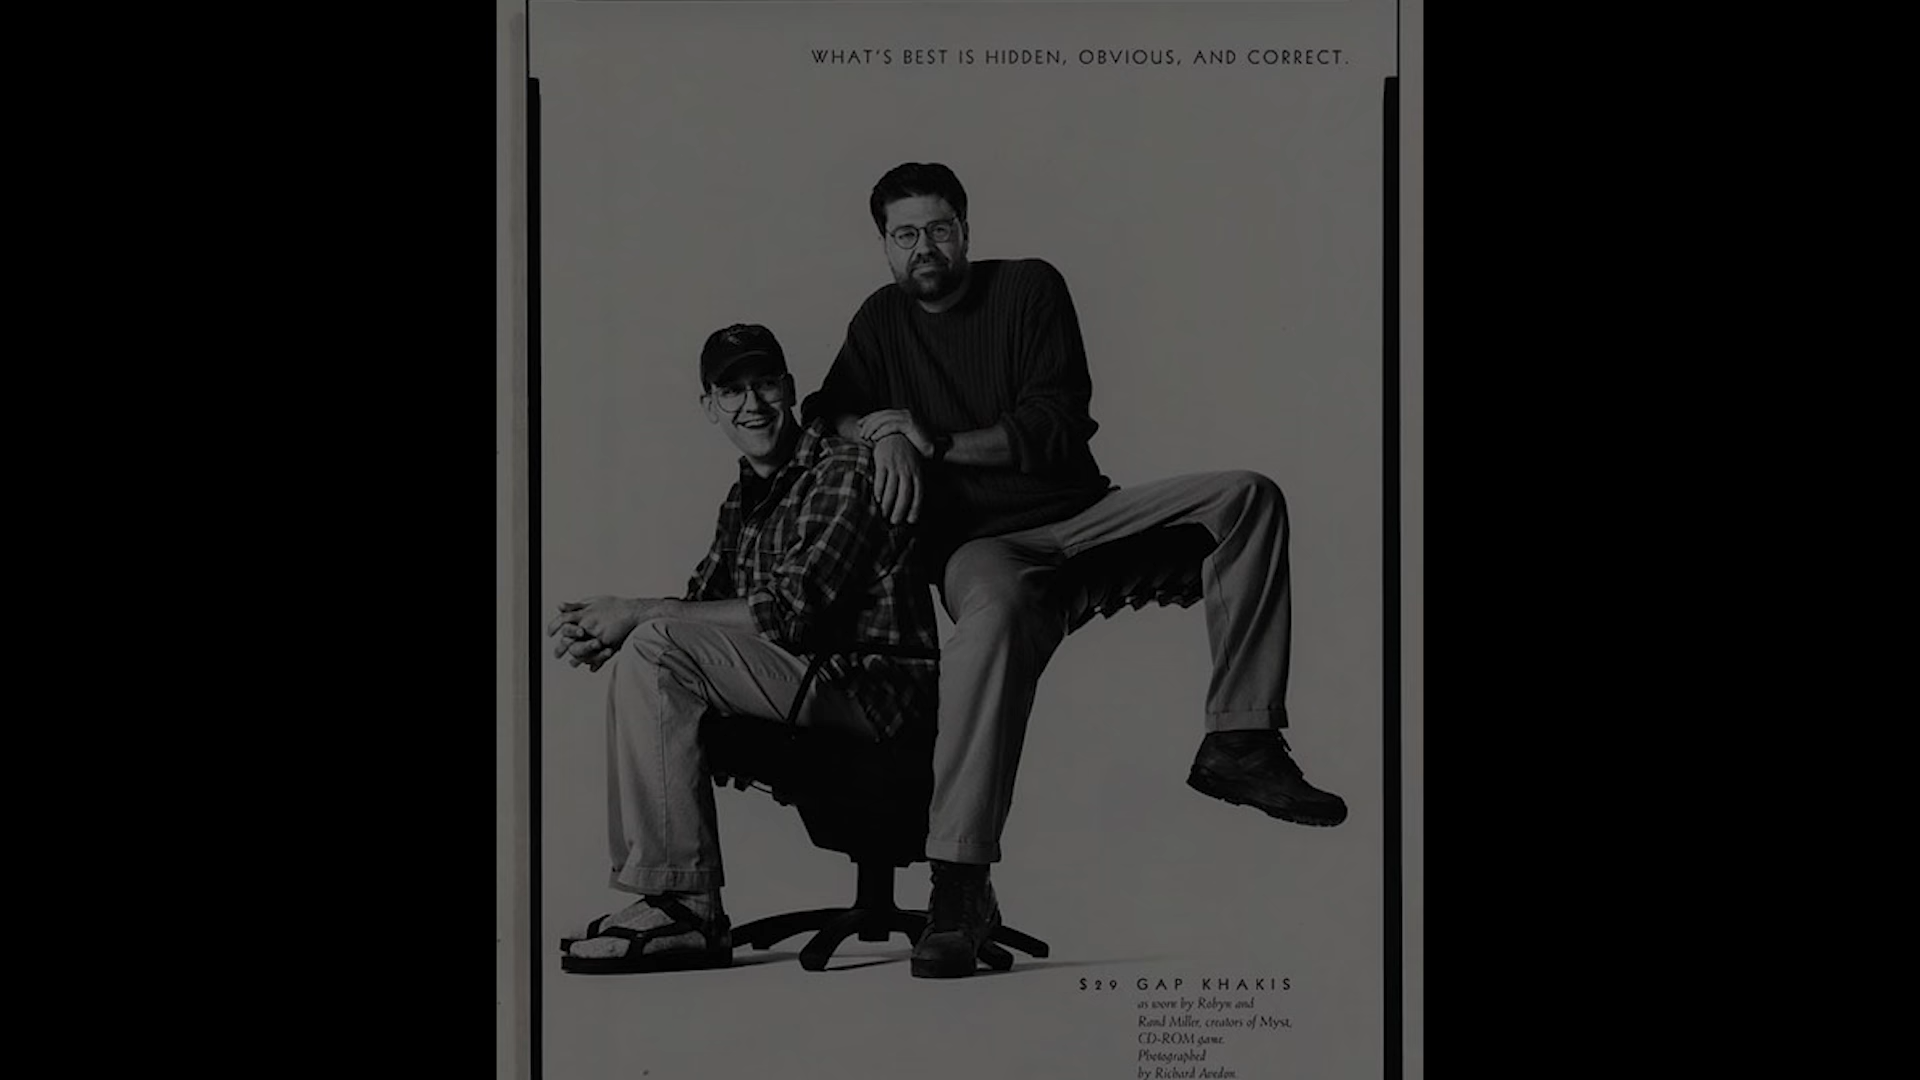 WHAT'S BEST IS HIDDEN, OBVIOUS, AND CORRECT.
$29 GAP KHAKIS
as worn by Robyn and
Rand Miller, creators of Myst,
CD-ROM game.
Photographed
by Richard Avedon.